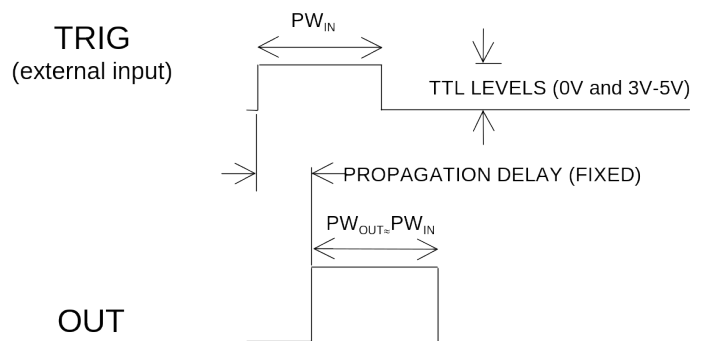 PW_IN
TRIG
(external input)
TTL LEVELS (0V and 3V-5V)
PROPAGATION DELAY (FIXED)
PW_OUT≈PW_IN
OUT